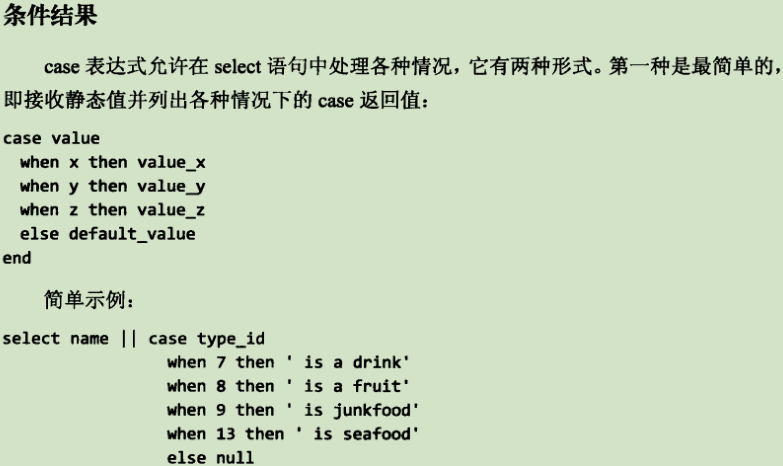 条件结果
case 表达式允许在 select 语句中处理各种情况，它有两种形式。第一种是最简单的，
即接收静态值并列出各种情况下的 case 返回值：
case value
  when x then value_x
  when y then value_y
  when z then value_z
  else default_value
end
简单示例：
select name || case type_id
                 when 7 then ' is a drink'
                 when 8 then ' is a fruit'
                 when 9 then ' is junkfood'
                 when 13 then ' is seafood'
                 else null